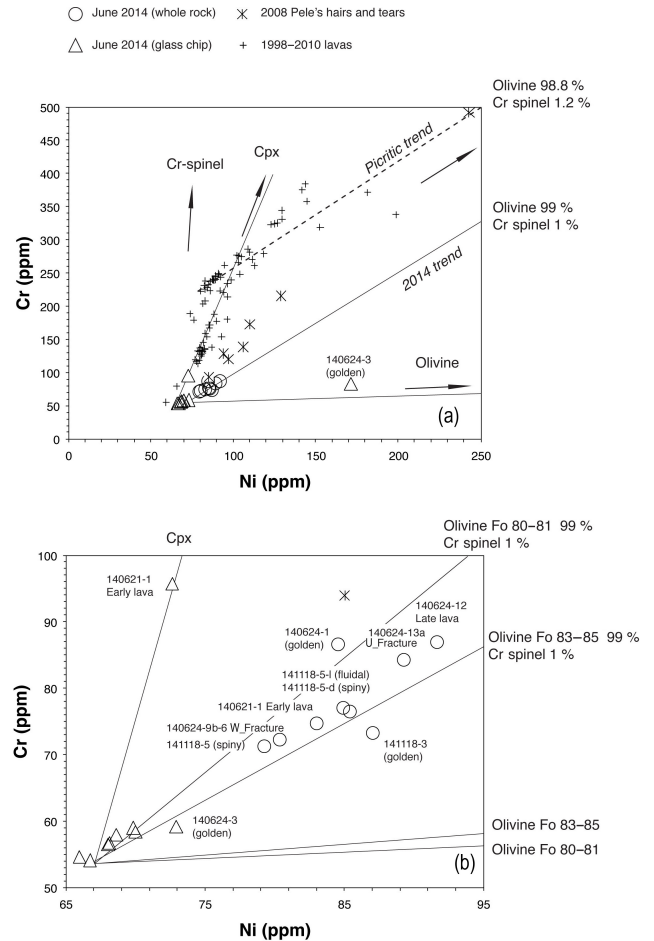 June 2014 (whole rock)
2008 Pele's hairs and tears
June 2014 (glass chip)
1998–2010 lavas
Olivine 98.8 %
Cr spinel 1.2 %
500
450
400
350
300
250
200
150
100
50
0
Cr (ppm)
Cr-spinel
Cpx
Picritic trend
Olivine 99 %
Cr spinel 1 %
2014 trend
140624-3
(golden)
Olivine
(a)
0
50
100
150
200
250
Ni (ppm)
Olivine Fo 80–81 99 %
Cr spinel 1 %
Cpx
100
90
80
70
60
50
Cr (ppm)
140621-1
Early lava
140624-12
Late lava
140624-1
(golden)
140624-13a
U_Fracture
Olivine Fo 83–85 99 %
Cr spinel 1 %
141118-5-l (fluidal)
141118-5-d (spiny)
140621-1 Early lava
140624-9b-6 W_Fracture
141118-5 (spiny)
141118-3
(golden)
140624-3
(golden)
Olivine Fo 83–85
Olivine Fo 80–81
(b)
65
75
85
95
Ni (ppm)